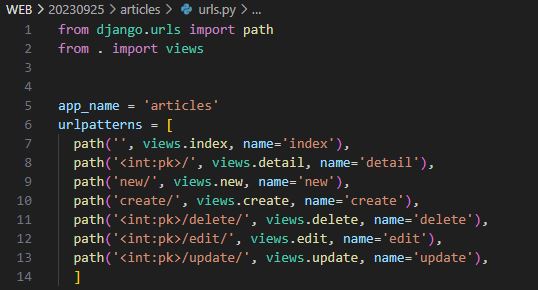 WEB > 20230925 > articles > urls.py > ...
1 from django.urls import path
2 from . import views
3
4
5 app_name = 'articles'
6 urlpatterns = [
7 path('', views.index, name='index'),
8 path('<int:pk>/', views.detail, name='detail'),
9 path('new/', views.new, name='new'),
10 path('create/', views.create, name='create'),
11 path('<int:pk>/delete/', views.delete, name='delete'),
12 path('<int:pk>/edit/', views.edit, name='edit'),
13 path('<int:pk>/update/', views.update, name='update'),
14 ]